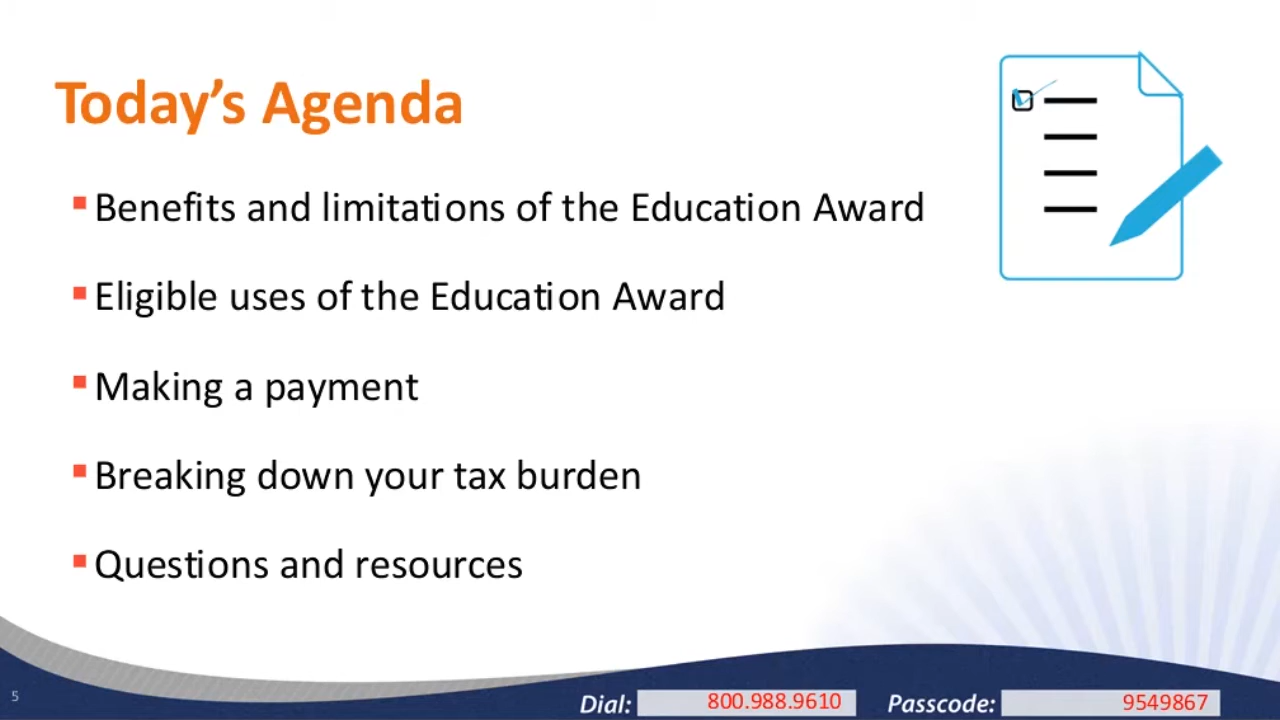 Today’s Agenda
Benefits and limitations of the Education Award
Eligible uses of the Education Award
Making a payment
Breaking down your tax burden
Questions and resources
5
Dial: 800.988.9610 Passcode: 9549867